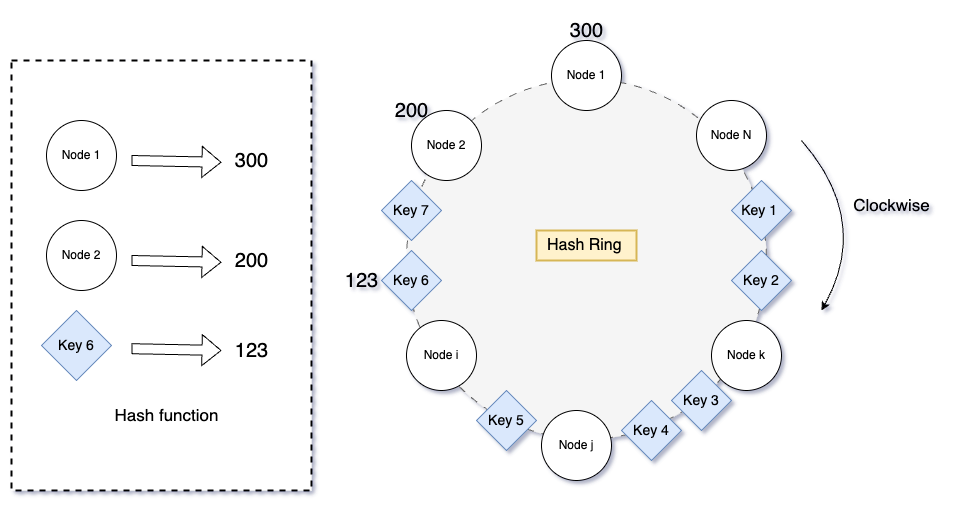 Node 1
300
Node 2
200
Key 6
123
Hash function
300
Node 1
200
Node 2
Node N
Key 7
Key 1
Clockwise
Hash Ring
123
Key 6
Key 2
Node i
Node k
Key 5
Key 3
Key 4
Node j